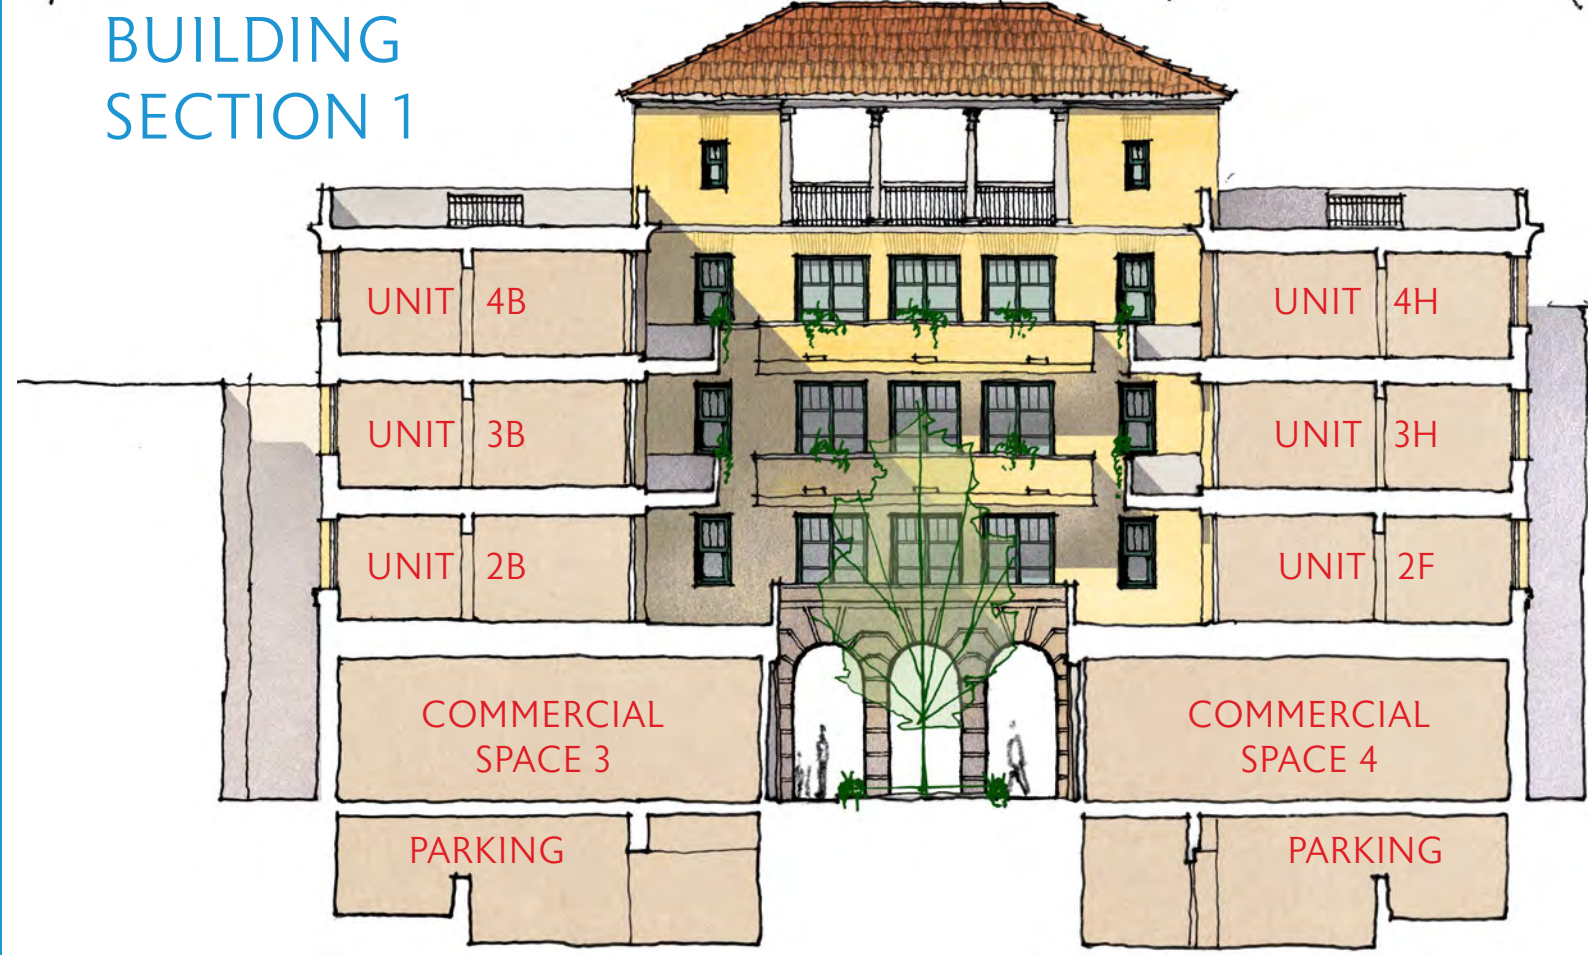 BUILDING
SECTION 1
UNIT 4B
UNIT 4H
UNIT 3B
UNIT 3H
UNIT 2B
UNIT 2F
COMMERCIAL
SPACE 3
COMMERCIAL
SPACE 4
PARKING
PARKING